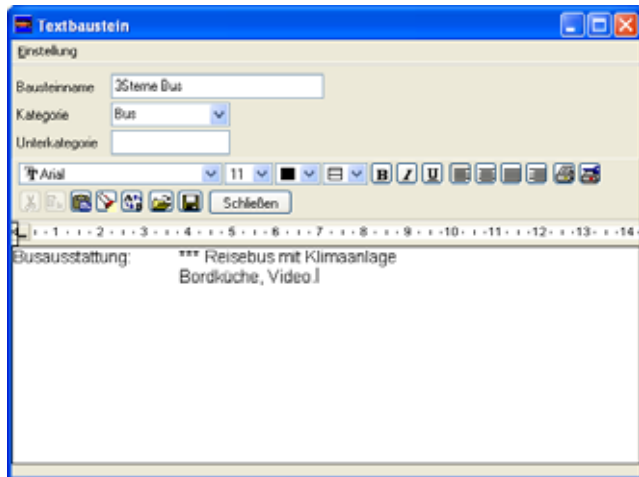 Textbaustein
Einstellung
Bausteinname 3Sterne Bus
Kategorie Bus
Unterkategorie
Arial 11 B I U
Schließen
1 2 3 4 5 6 7 8 9 10 11 12 13 14
Busausstattung: *** Reisebus mit Klimaanlage
Bordküche, Video.